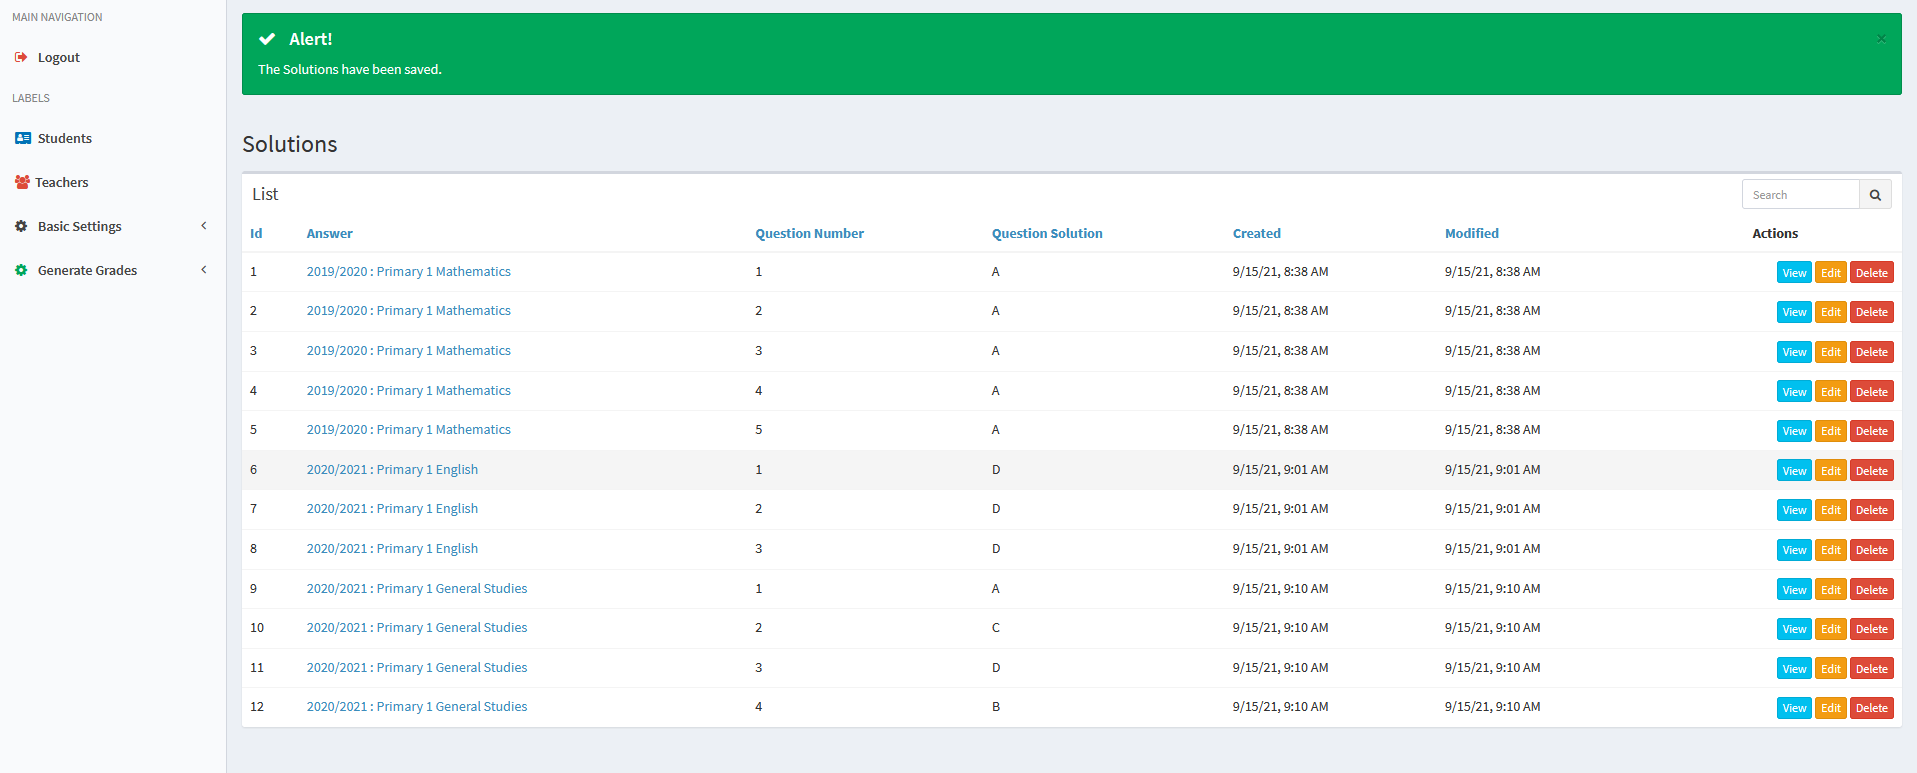 MAIN NAVIGATION
Logout
LABELS
Students
Teachers
Basic Settings
Generate Grades
Alert!
×
The Solutions have been saved.
Solutions
List
Search
Id Answer Question Number Question Solution Created Modified Actions
1 2019/2020 : Primary 1 Mathematics 1 A 9/15/21, 8:38 AM 9/15/21, 8:38 AM View Edit Delete
2 2019/2020 : Primary 1 Mathematics 2 A 9/15/21, 8:38 AM 9/15/21, 8:38 AM View Edit Delete
3 2019/2020 : Primary 1 Mathematics 3 A 9/15/21, 8:38 AM 9/15/21, 8:38 AM View Edit Delete
4 2019/2020 : Primary 1 Mathematics 4 A 9/15/21, 8:38 AM 9/15/21, 8:38 AM View Edit Delete
5 2019/2020 : Primary 1 Mathematics 5 A 9/15/21, 8:38 AM 9/15/21, 8:38 AM View Edit Delete
6 2020/2021 : Primary 1 English 1 D 9/15/21, 9:01 AM 9/15/21, 9:01 AM View Edit Delete
7 2020/2021 : Primary 1 English 2 D 9/15/21, 9:01 AM 9/15/21, 9:01 AM View Edit Delete
8 2020/2021 : Primary 1 English 3 D 9/15/21, 9:01 AM 9/15/21, 9:01 AM View Edit Delete
9 2020/2021 : Primary 1 General Studies 1 A 9/15/21, 9:10 AM 9/15/21, 9:10 AM View Edit Delete
10 2020/2021 : Primary 1 General Studies 2 C 9/15/21, 9:10 AM 9/15/21, 9:10 AM View Edit Delete
11 2020/2021 : Primary 1 General Studies 3 D 9/15/21, 9:10 AM 9/15/21, 9:10 AM View Edit Delete
12 2020/2021 : Primary 1 General Studies 4 B 9/15/21, 9:10 AM 9/15/21, 9:10 AM View Edit Delete